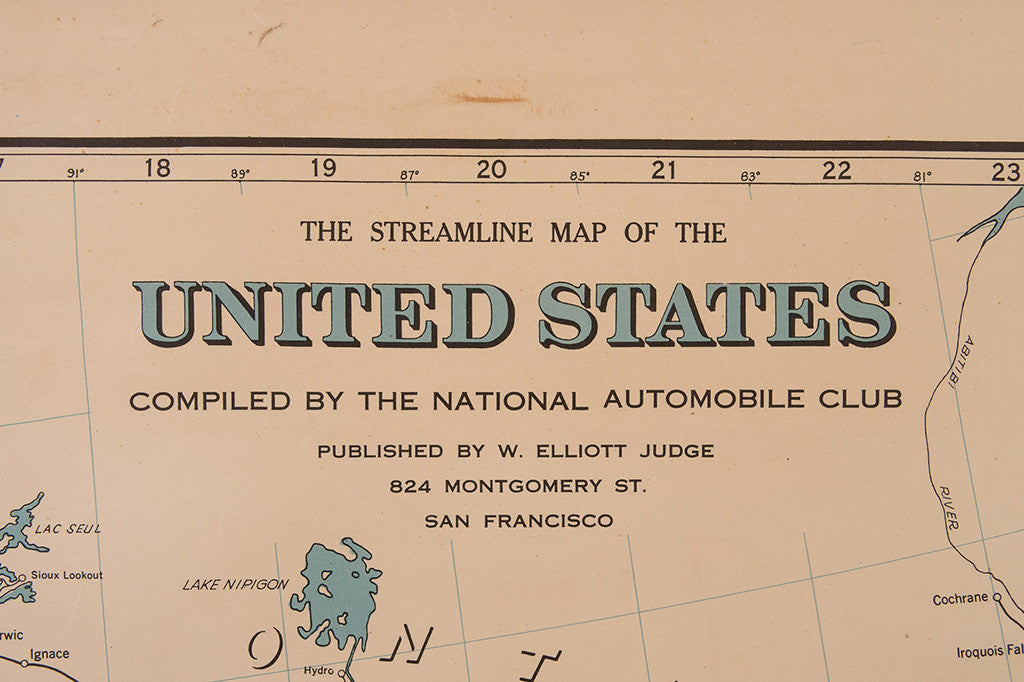 18 19 20 21 22 23
91° 89° 87° 85° 83° 81°
THE STREAMLINE MAP OF THE
UNITED STATES
COMPILED BY THE NATIONAL AUTOMOBILE CLUB
PUBLISHED BY W. ELLIOTT JUDGE
824 MONTGOMERY ST.
SAN FRANCISCO
ABITIBI
RIVER
LAC SEUL
Sioux Lookout
LAKE NIPIGON
Cochrane
Ignace
Hydro
O N T
Iroquois